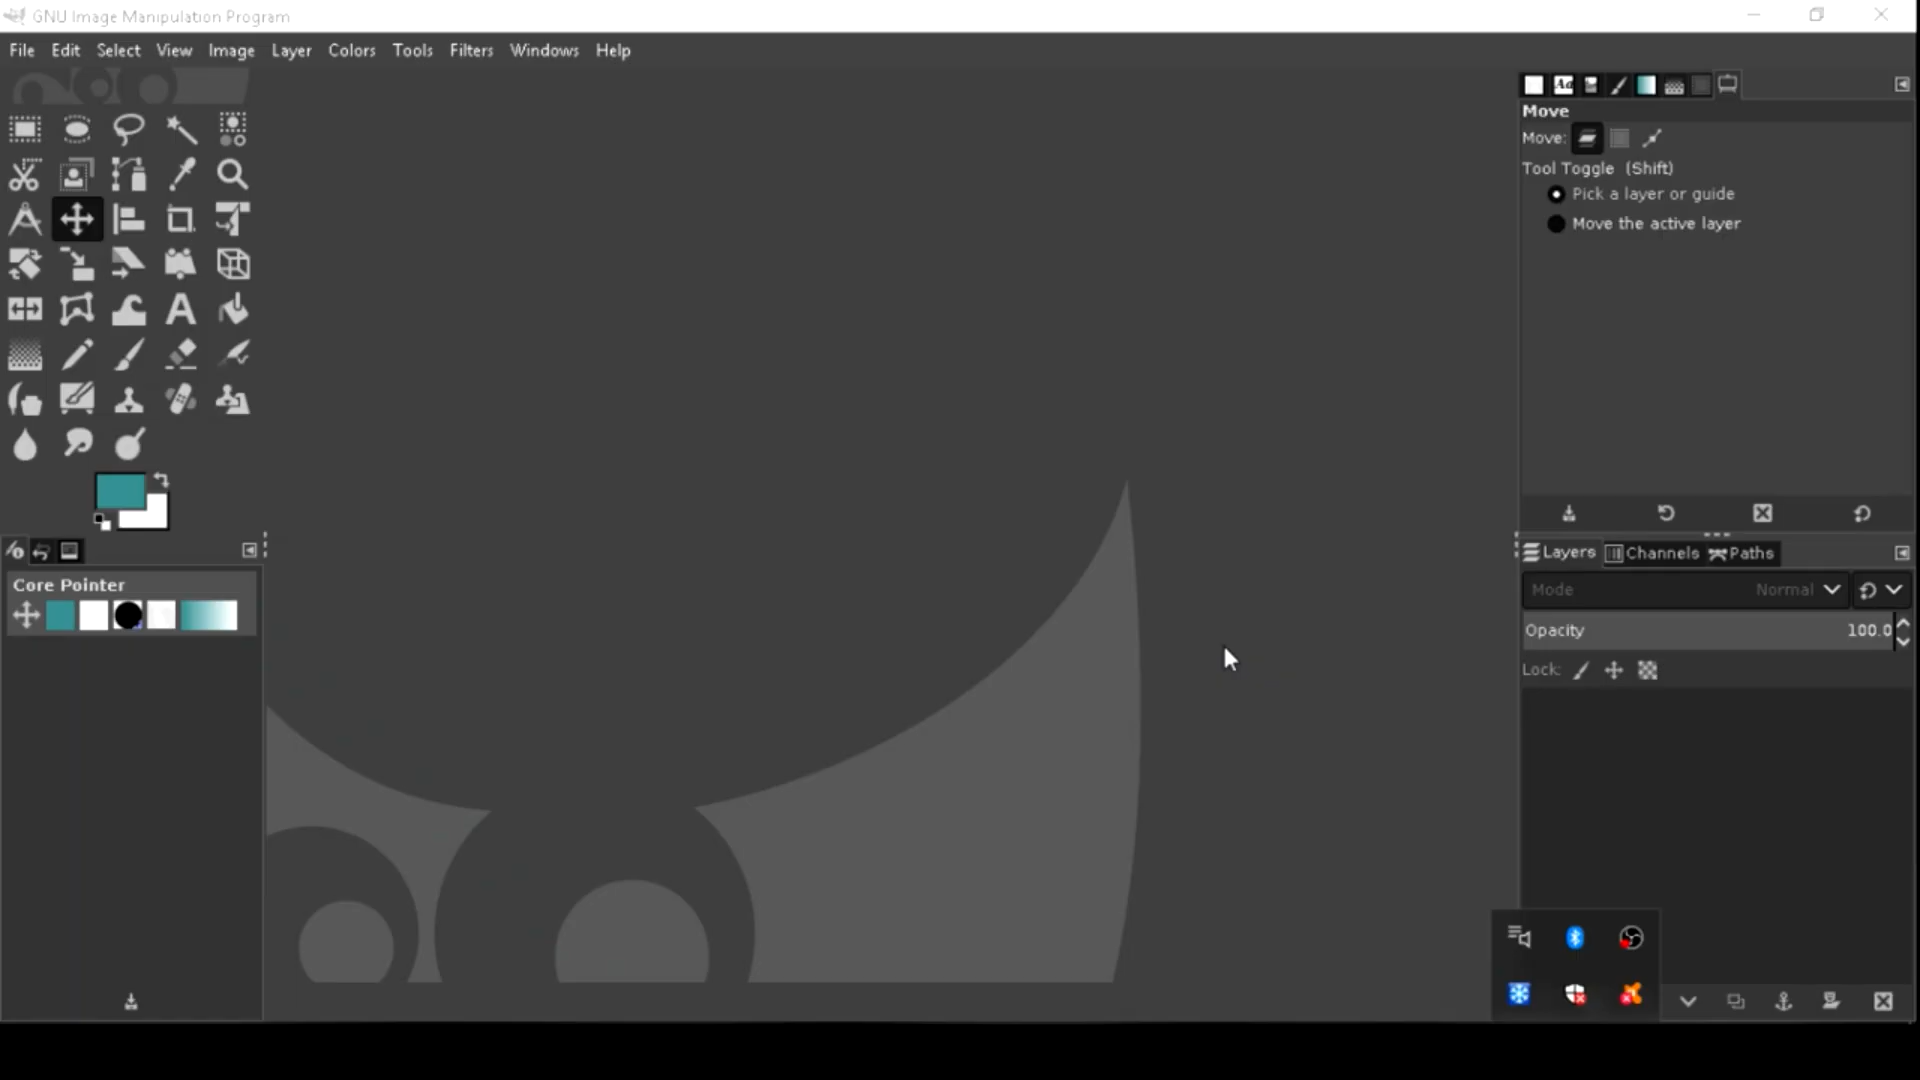 GNU Image Manipulation Program
File Edit Select View Image Layer Colors Tools Filters Windows Help
Move
Move:
Tool Toggle (Shift)
Pick a layer or guide
Move the active layer
Core Pointer
Layers Channels Paths
Mode Normal
Opacity 100.0
Lock: